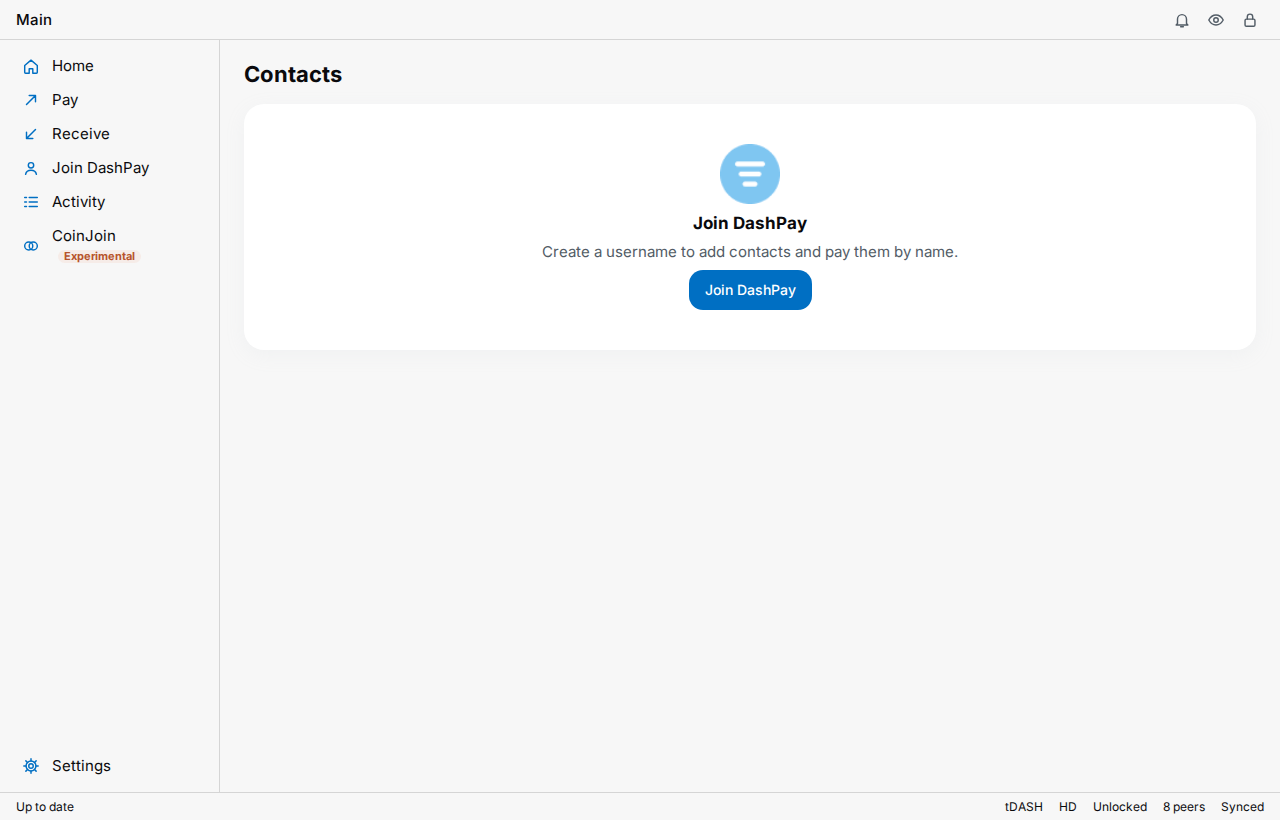 Main
Home
Pay
Receive
Join DashPay
Activity
CoinJoin
Experimental
Settings
Contacts
Join DashPay
Create a username to add contacts and pay them by name.
Join DashPay
Up to date
tDASH HD Unlocked 8 peers Synced